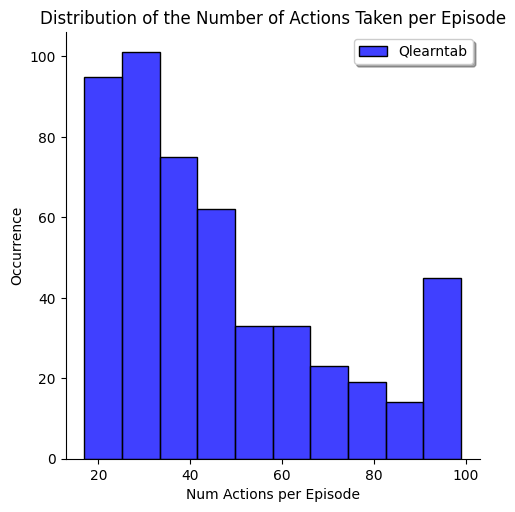 Distribution of the Number of Actions Taken per Episode
Qlearntab
100
80
60
40
20
0
Occurrence
20 40 60 80 100
Num Actions per Episode